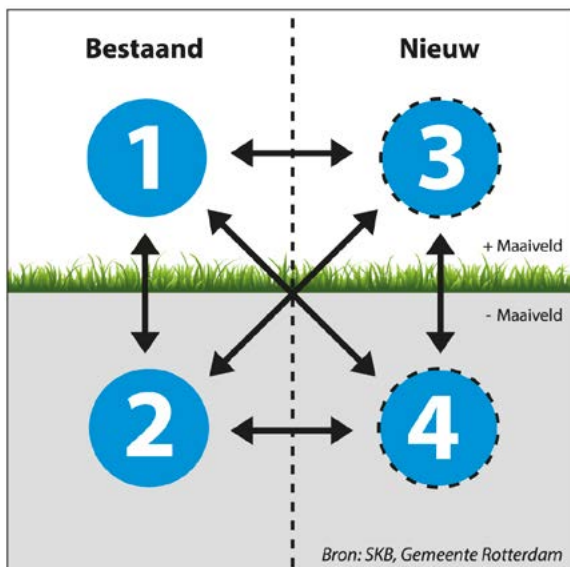 Bestaand Nieuw
1 3
+ Maaiveld
- Maaiveld
2 4
Bron: SKB, Gemeente Rotterdam